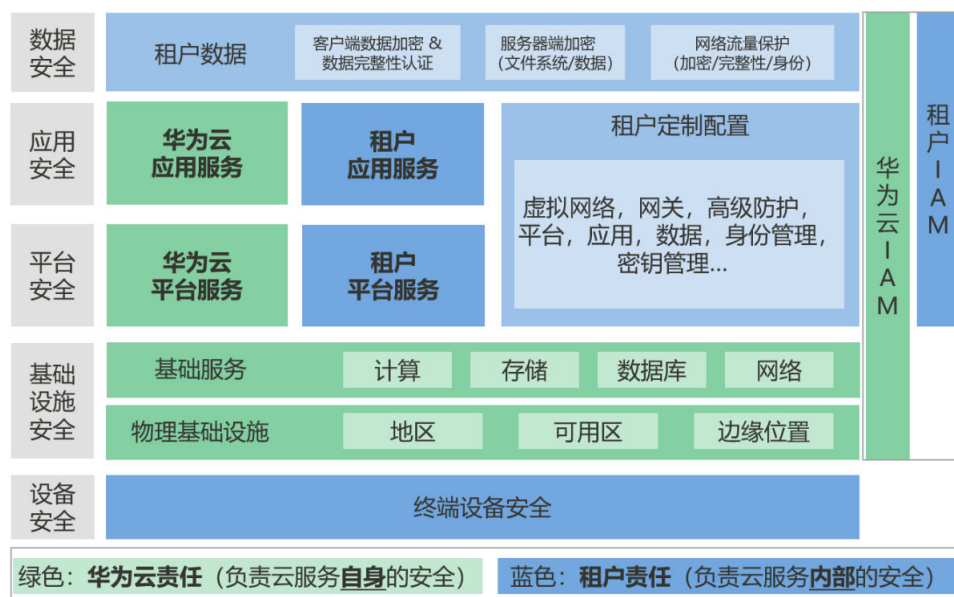 数据
安全
租户数据
客户端数据加密 &
数据完整性认证
服务器端加密
(文件系统/数据)
网络流量保护
(加密/完整性/身份)
应用
安全
华为云
应用服务
租户
应用服务
租户定制配置
虚拟网络，网关，高级防护，
平台，应用，数据，身份管理，
密钥管理...
平台
安全
华为云
平台服务
租户
平台服务
基础
设施
安全
基础服务
计算
存储
数据库
网络
物理基础设施
地区
可用区
边缘位置
设备
安全
终端设备安全
华为云IAM
租户IAM
绿色：华为云责任（负责云服务自身的安全）
蓝色：租户责任（负责云服务内部的安全）